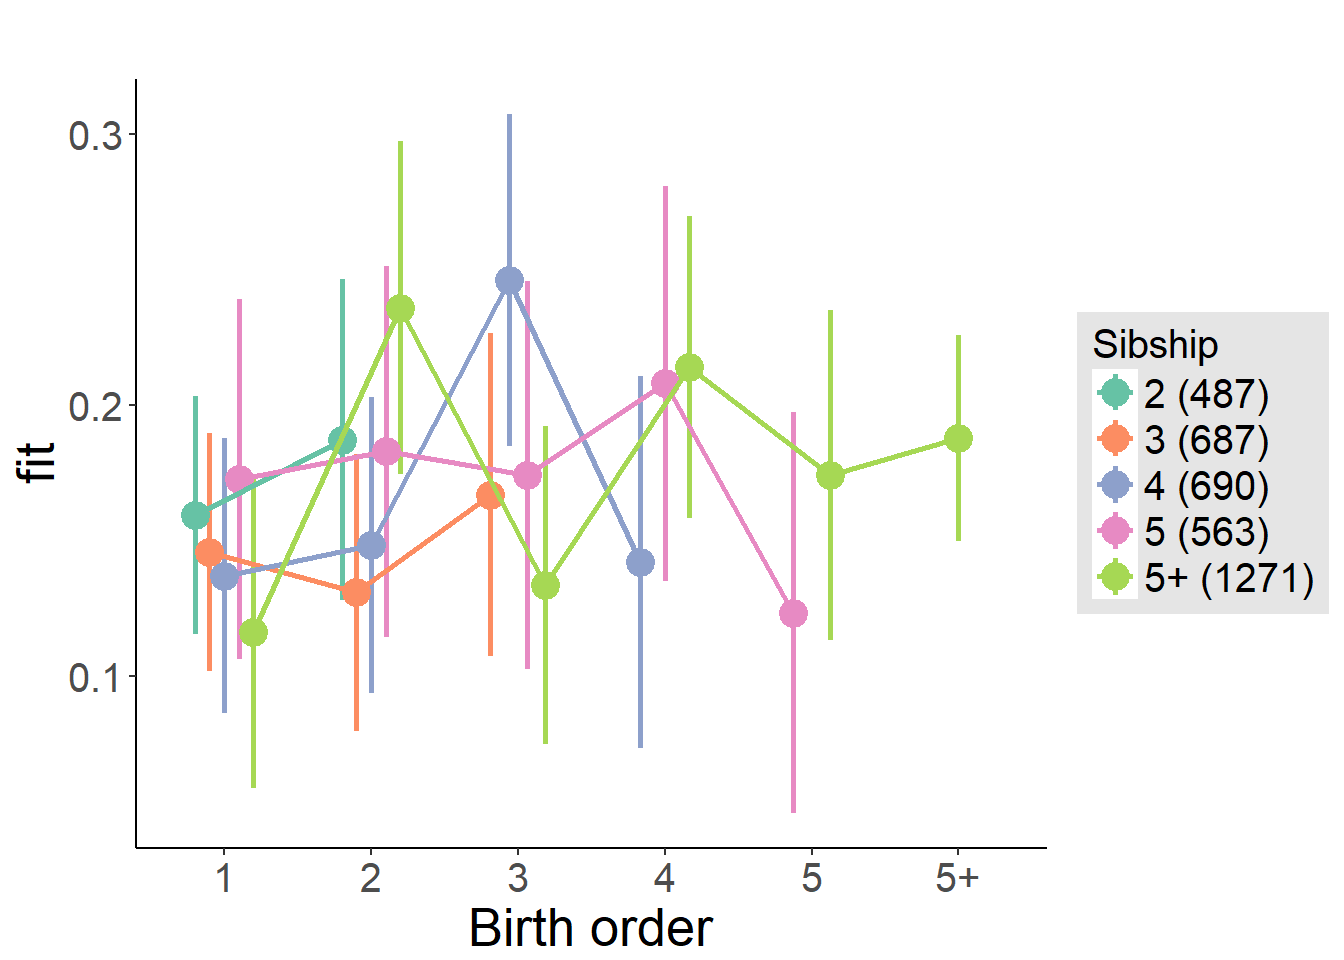 fit
0.3
0.2
0.1
1 2 3 4 5 5+
Birth order
Sibship
2 (487)
3 (687)
4 (690)
5 (563)
5+ (1271)